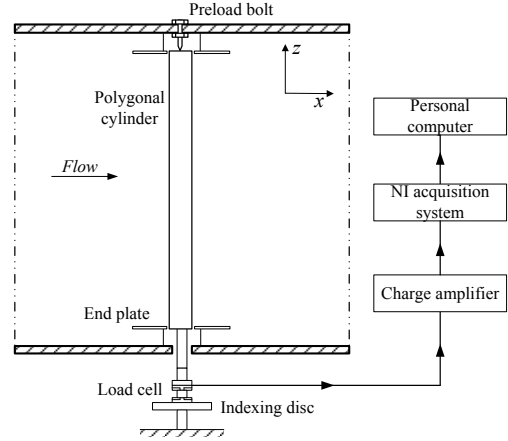 Preload bolt
z
x
Polygonal
cylinder
Personal
computer
Flow
NI acquisition
system
End plate
Charge amplifier
Load cell
Indexing disc